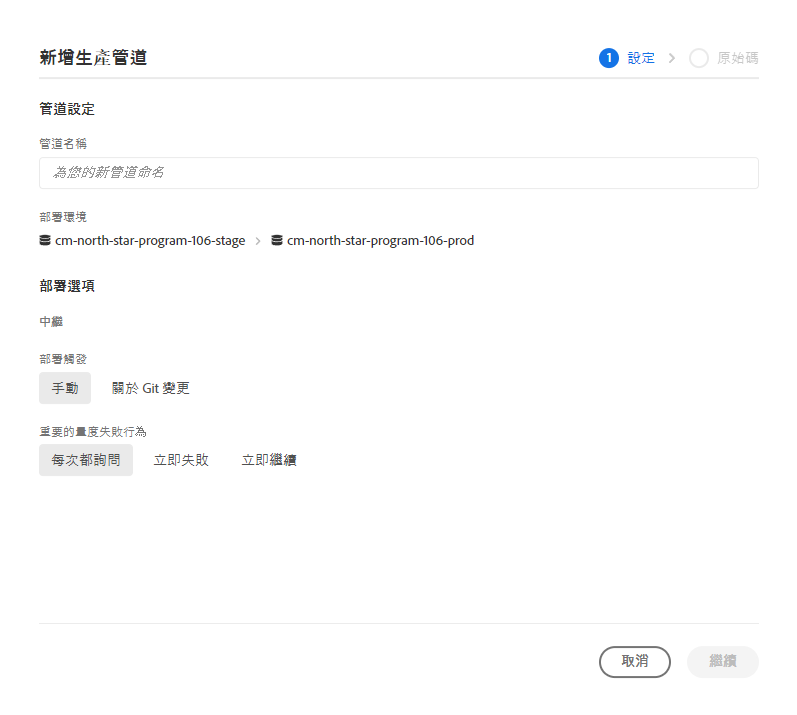 新增生產管道
1 設定 > 原始碼
管道設定
管道名稱
為您的新管道命名
部署環境
cm-north-star-program-106-stage > cm-north-star-program-106-prod
部署選項
中繼
部署觸發
手動 關於 Git 變更
重要的量度失敗行為
每次都詢問 立即失敗 立即繼續
取消 繼續